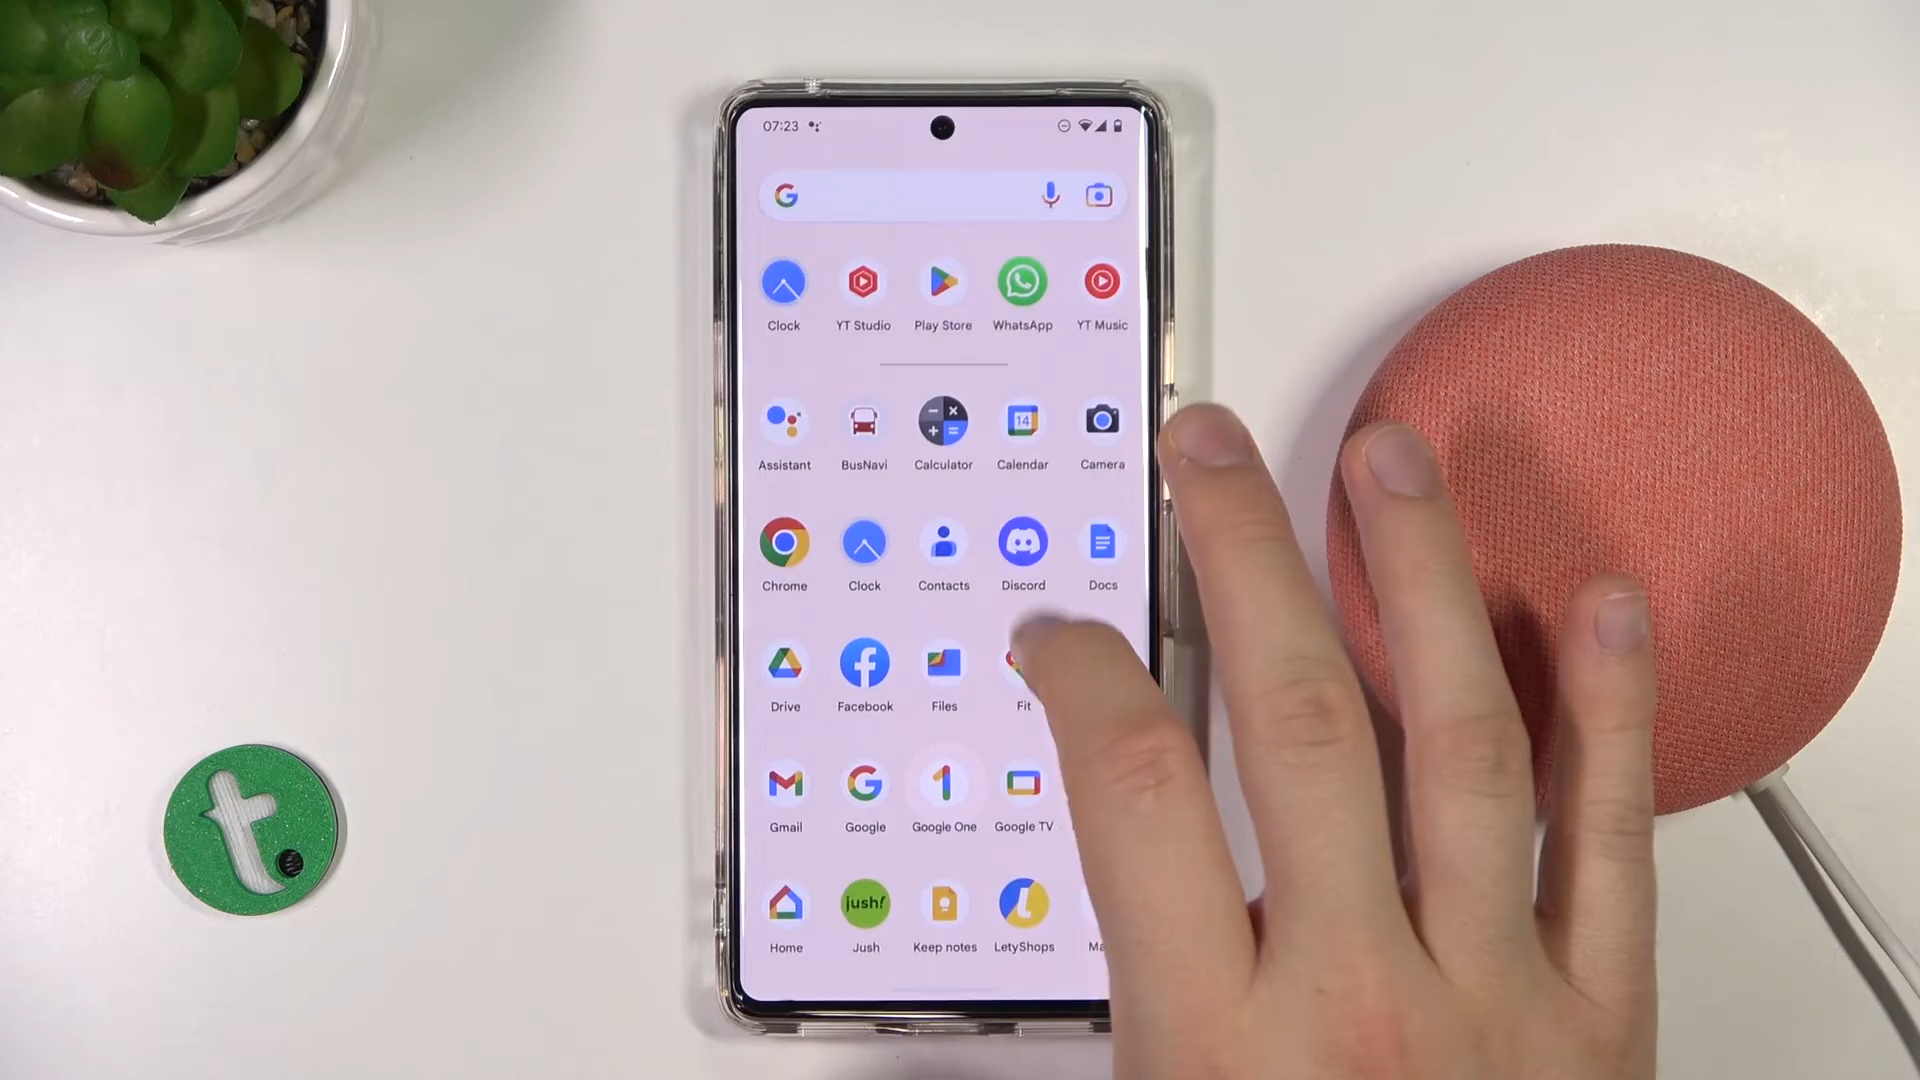 07:23
Clock YT Studio Play Store WhatsApp YT Music
14
Assistant BusNavi Calculator Calendar Camera
Chrome Clock Contacts Discord Docs
Drive Facebook Files Fit
Gmail Google Google One Google TV
jush!
Home Jush Keep notes LetyShops
t.